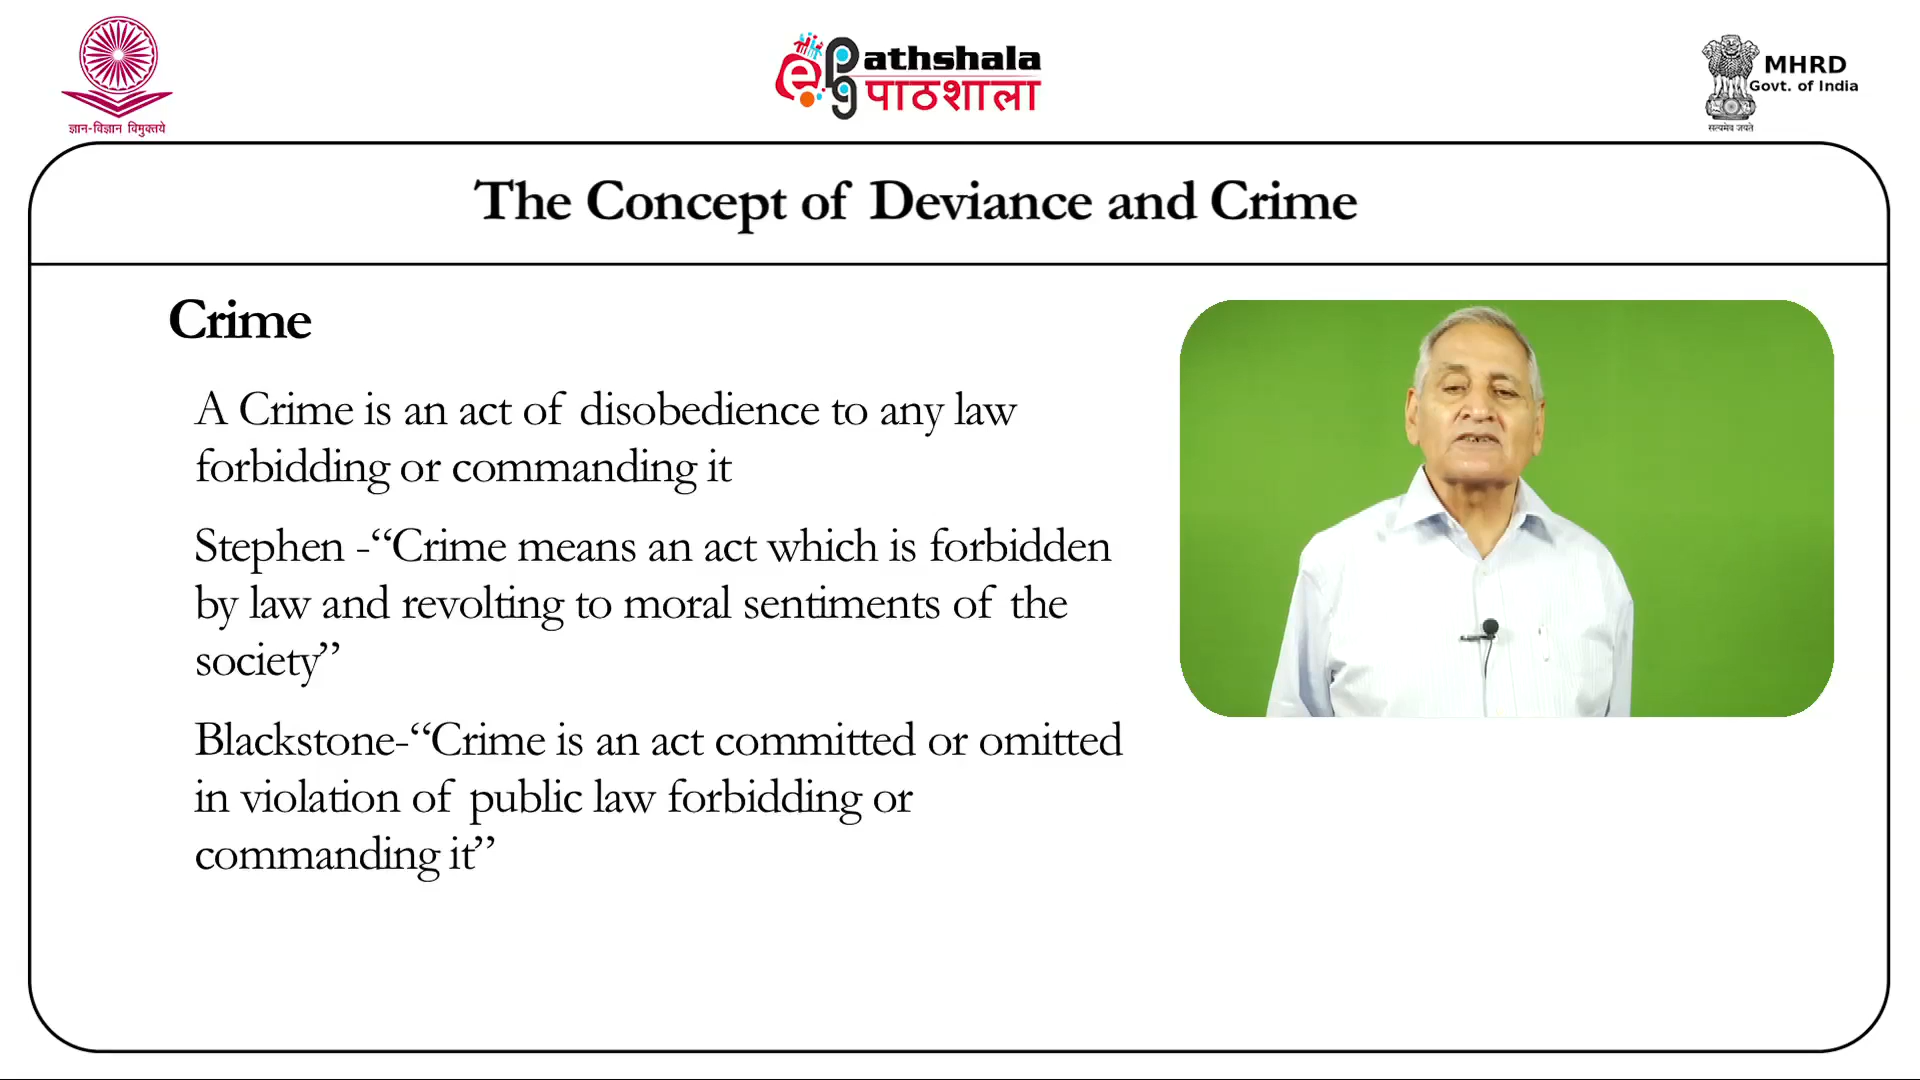 ज्ञान-विज्ञान विमुक्तये
ePg athshala
पाठशाला
MHRD
Govt. of India
सत्यमेव जयते
The Concept of Deviance and Crime
Crime
A Crime is an act of disobedience to any law
forbidding or commanding it
Stephen -“Crime means an act which is forbidden
by law and revolting to moral sentiments of the
society”
Blackstone-“Crime is an act committed or omitted
in violation of public law forbidding or
commanding it”